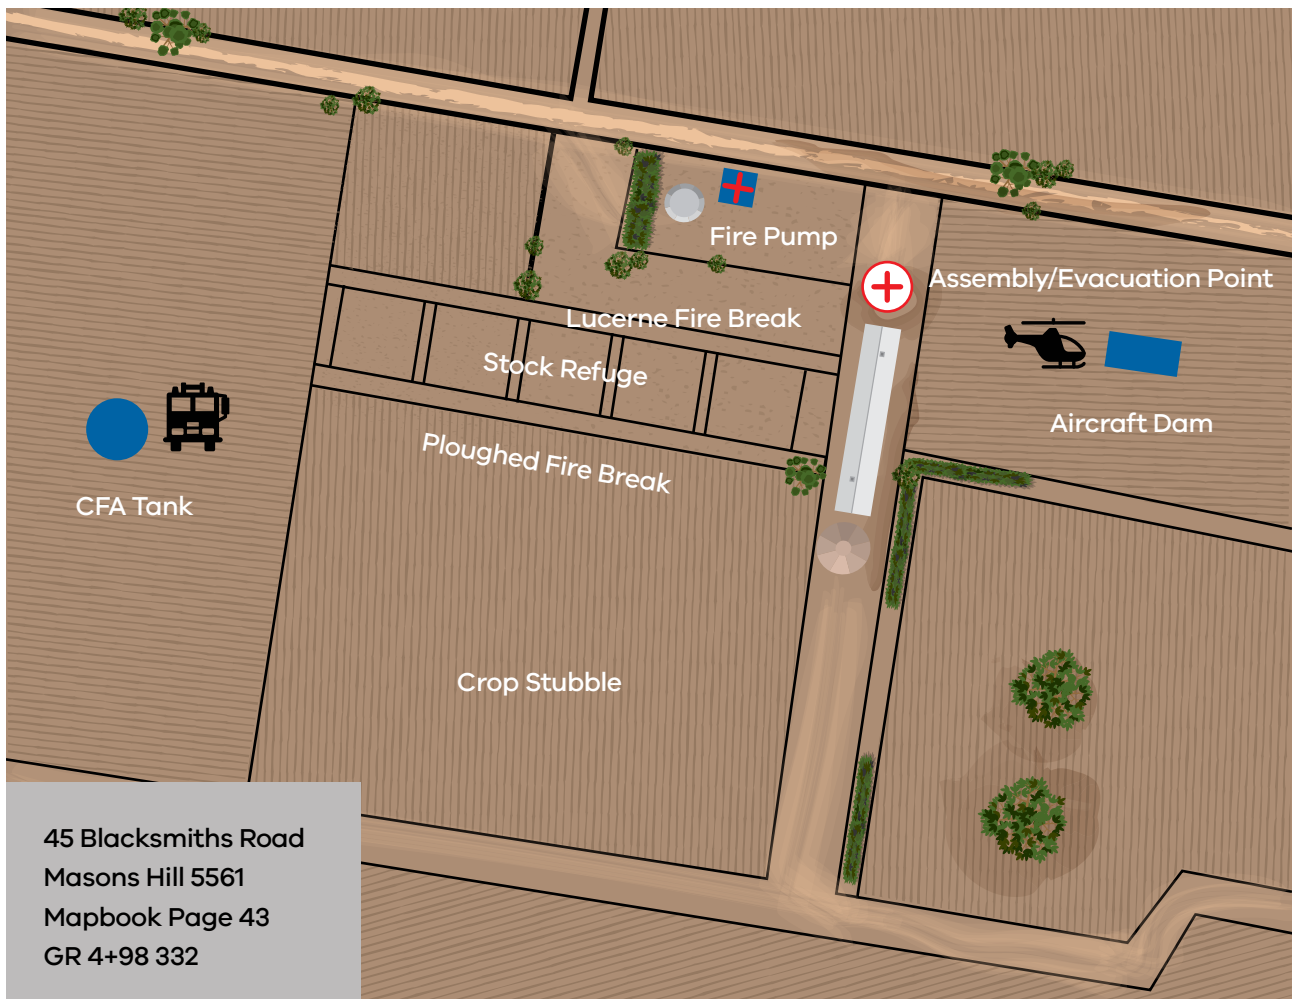 Fire Pump
Assembly/Evacuation Point
Lucerne Fire Break
Stock Refuge
Aircraft Dam
Ploughed Fire Break
CFA Tank
Crop Stubble
45 Blacksmiths Road
Masons Hill 5561
Mapbook Page 43
GR 4+98 332